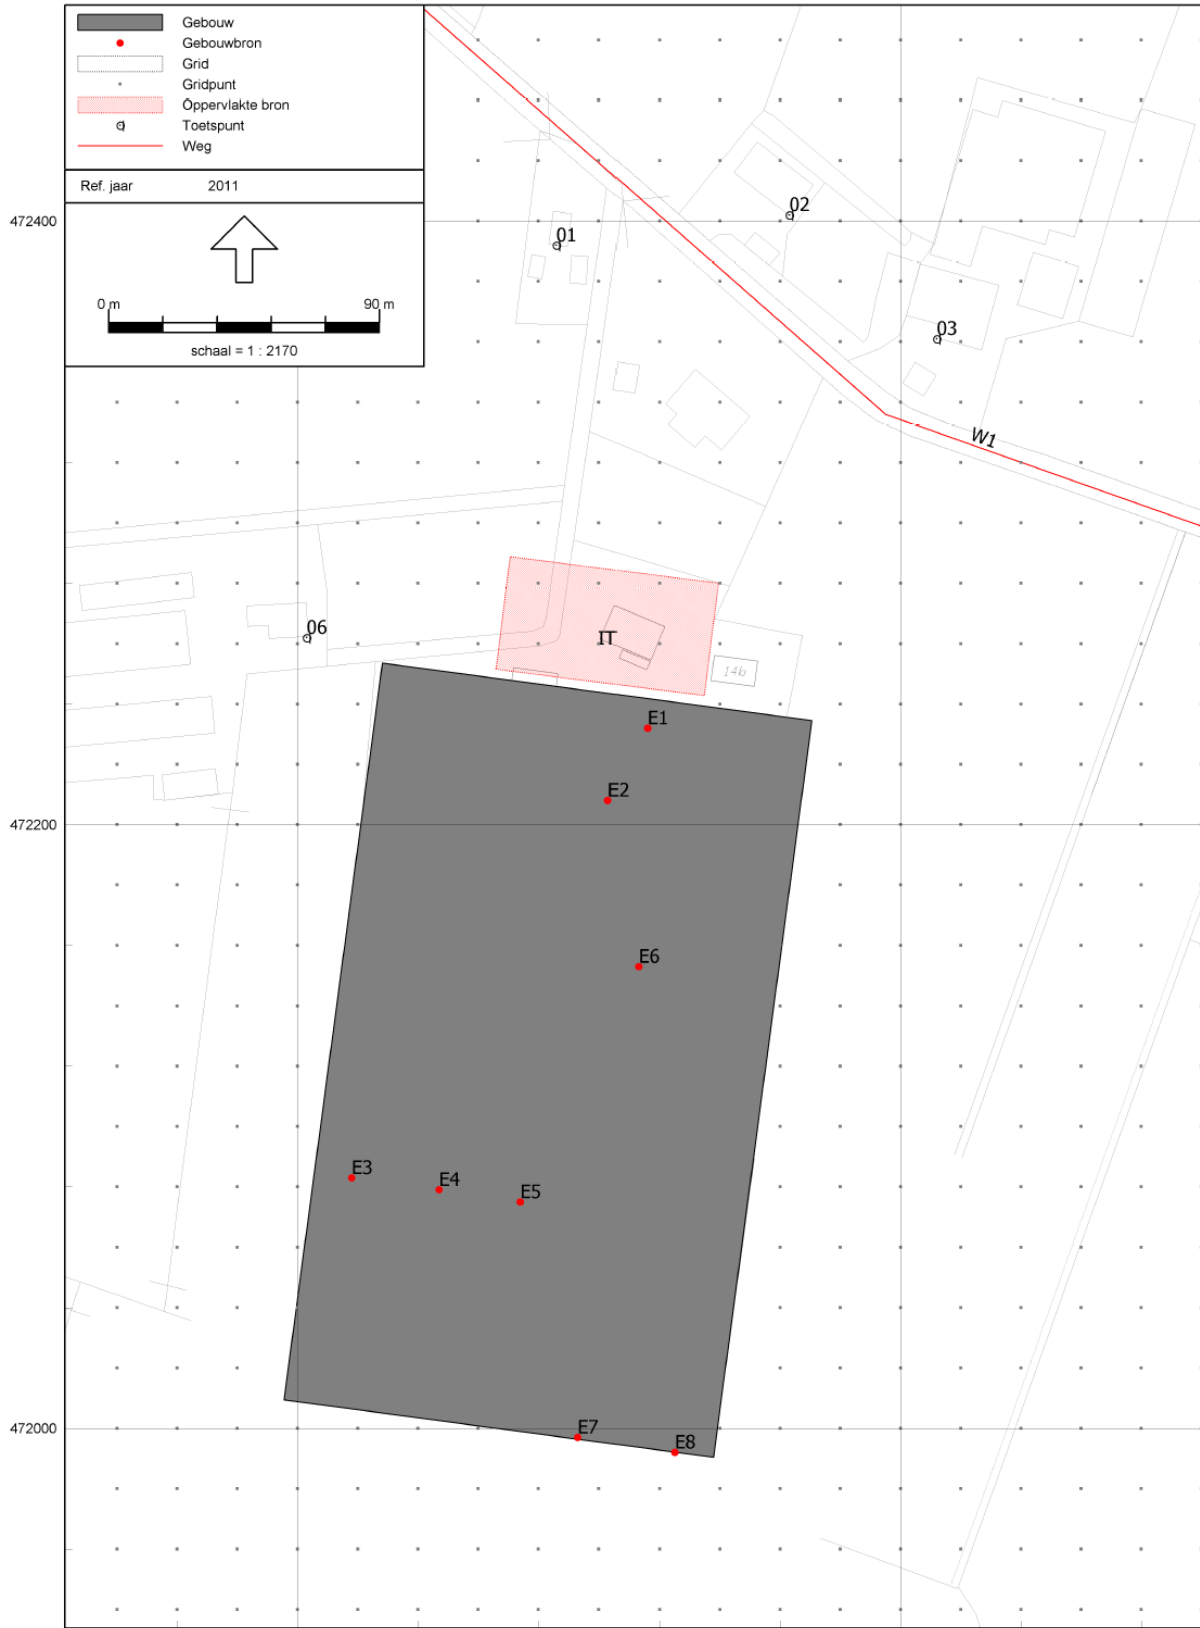 Gebouw
Gebouwbron
Grid
Gridpunt
Oppervlakte bron
Toetspunt
Weg
Ref. jaar 2011
0 m 90 m
schaal = 1 : 2170
472400
02
01
03
W1
06
IT
14b
E1
E2
472200
E6
E3
E4
E5
472000
E7
E8